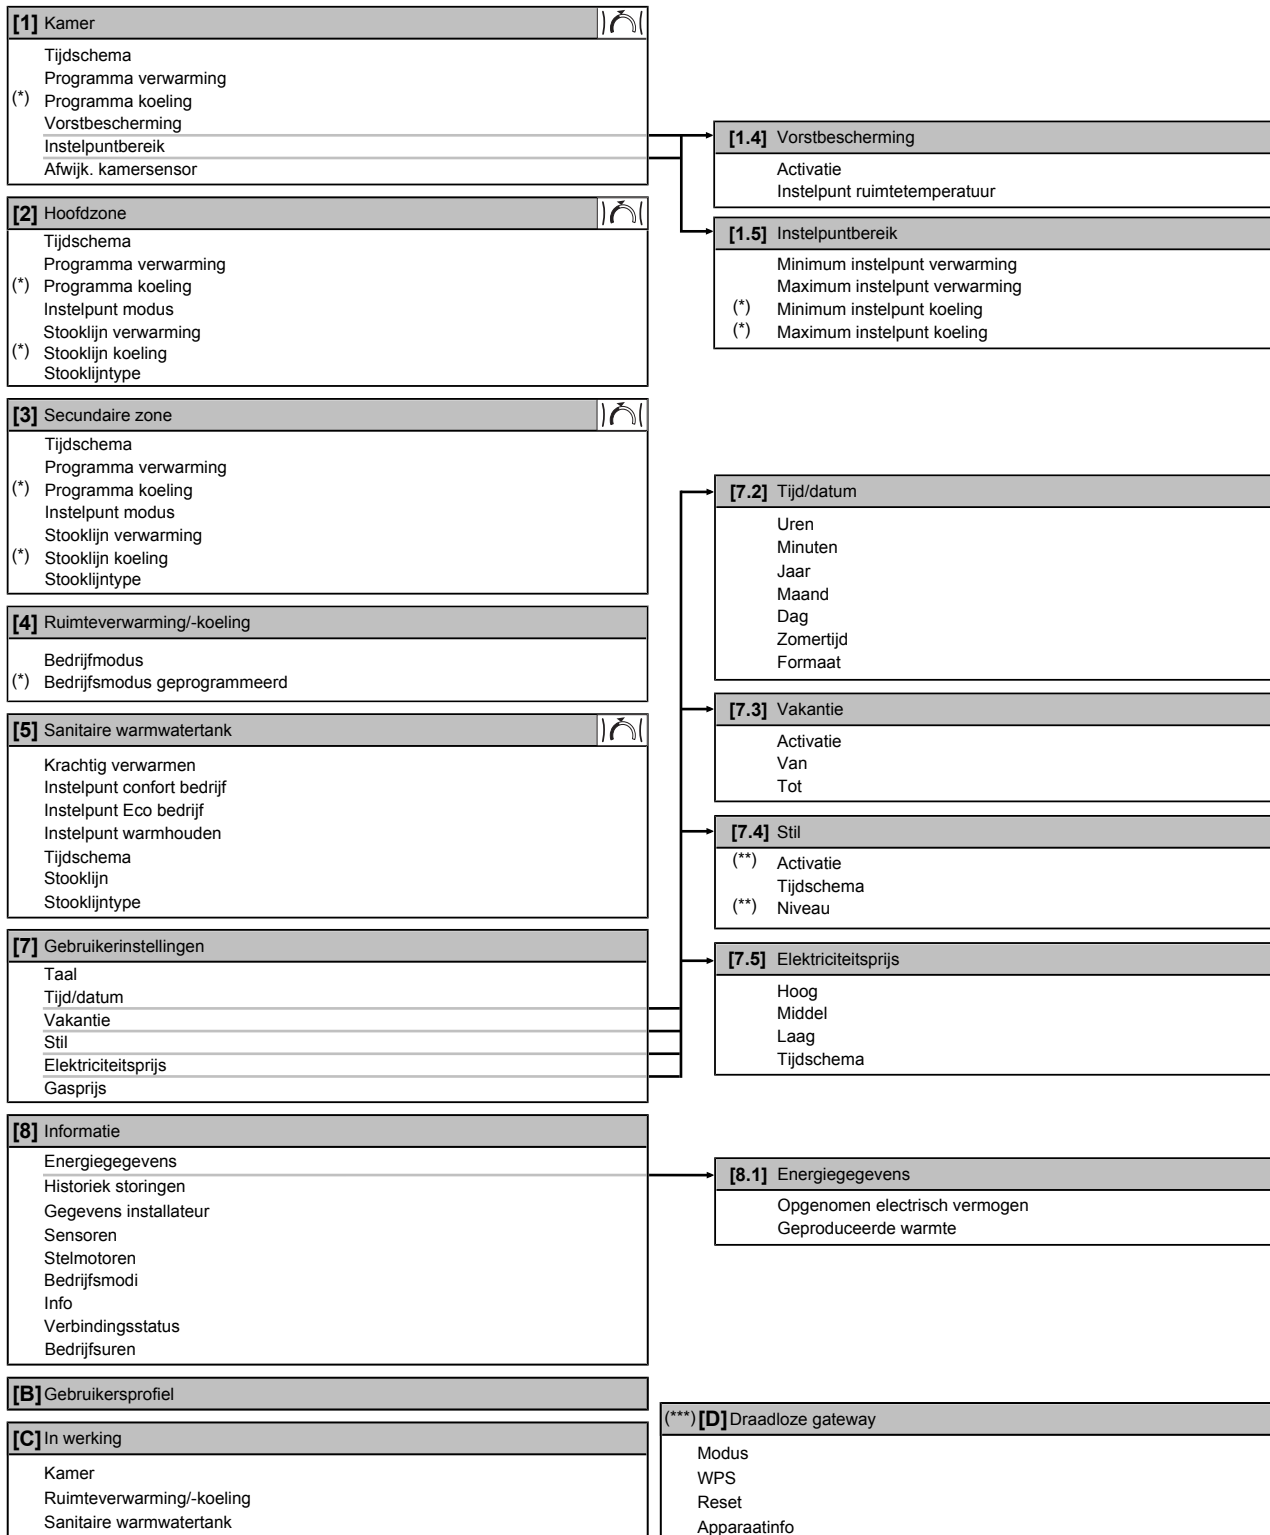 [1] Kamer
Tijdschema
Programma verwarming
(*) Programma koeling
Vorstbescherming
Instelpuntbereik
Afwijk. kamersensor
[2] Hoofdzone
Tijdschema
Programma verwarming
(*) Programma koeling
Instelpunt modus
Stooklijn verwarming
(*) Stooklijn koeling
Stooklijntype
[3] Secundaire zone
Tijdschema
Programma verwarming
(*) Programma koeling
Instelpunt modus
Stooklijn verwarming
(*) Stooklijn koeling
Stooklijntype
[4] Ruimteverwarming/-koeling
Bedrijfmodus
(*) Bedrijfsmodus geprogrammeerd
[5] Sanitaire warmwatertank
Krachtig verwarmen
Instelpunt confort bedrijf
Instelpunt Eco bedrijf
Instelpunt warmhouden
Tijdschema
Stooklijn
Stooklijntype
[7] Gebruikerinstellingen
Taal
Tijd/datum
Vakantie
Stil
Elektriciteitsprijs
Gasprijs
[8] Informatie
Energiegegevens
Historiek storingen
Gegevens installateur
Sensoren
Stelmotoren
Bedrijfsmodi
Info
Verbindingsstatus
Bedrijfsuren
[B] Gebruikersprofiel
[C] In werking
Kamer
Ruimteverwarming/-koeling
Sanitaire warmwatertank
[1.4] Vorstbescherming
Activatie
Instelpunt ruimtetemperatuur
[1.5] Instelpuntbereik
Minimum instelpunt verwarming
Maximum instelpunt verwarming
(*) Minimum instelpunt koeling
(*) Maximum instelpunt koeling
[7.2] Tijd/datum
Uren
Minuten
Jaar
Maand
Dag
Zomertijd
Formaat
[7.3] Vakantie
Activatie
Van
Tot
[7.4] Stil
(**) Activatie
Tijdschema
(**) Niveau
[7.5] Elektriciteitsprijs
Hoog
Middel
Laag
Tijdschema
[8.1] Energiegegevens
Opgenomen electrisch vermogen
Geproduceerde warmte
(***) [D] Draadloze gateway
Modus
WPS
Reset
Apparaatinfo